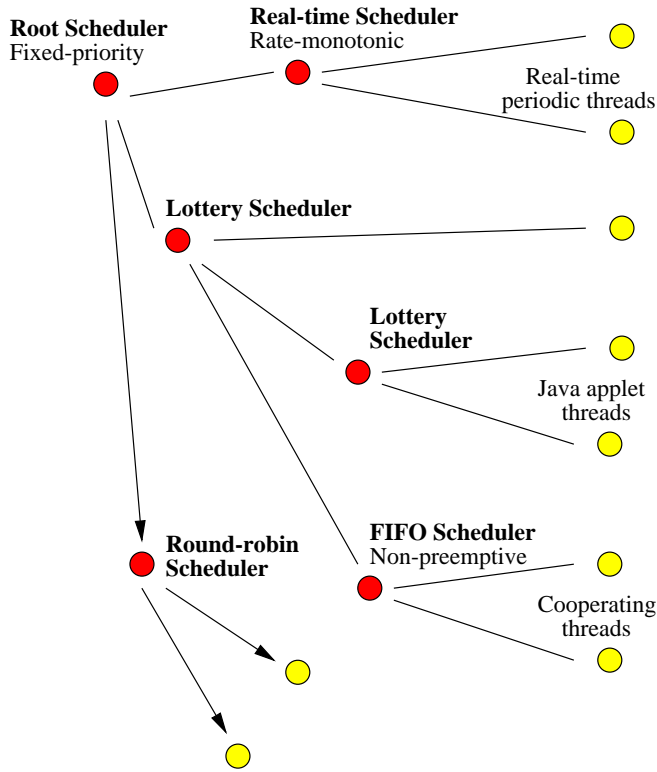 Root Scheduler
Fixed-priority
Real-time Scheduler
Rate-monotonic
Real-time
periodic threads
Lottery Scheduler
Lottery
Scheduler
Java applet
threads
Round-robin
Scheduler
FIFO Scheduler
Non-preemptive
Cooperating
threads